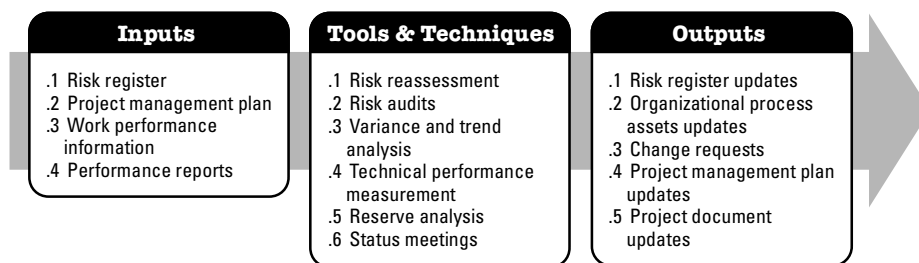 Inputs
.1 Risk register
.2 Project management plan
.3 Work performance
information
.4 Performance reports
Tools & Techniques
.1 Risk reassessment
.2 Risk audits
.3 Variance and trend
analysis
.4 Technical performance
measurement
.5 Reserve analysis
.6 Status meetings
Outputs
.1 Risk register updates
.2 Organizational process
assets updates
.3 Change requests
.4 Project management plan
updates
.5 Project document
updates